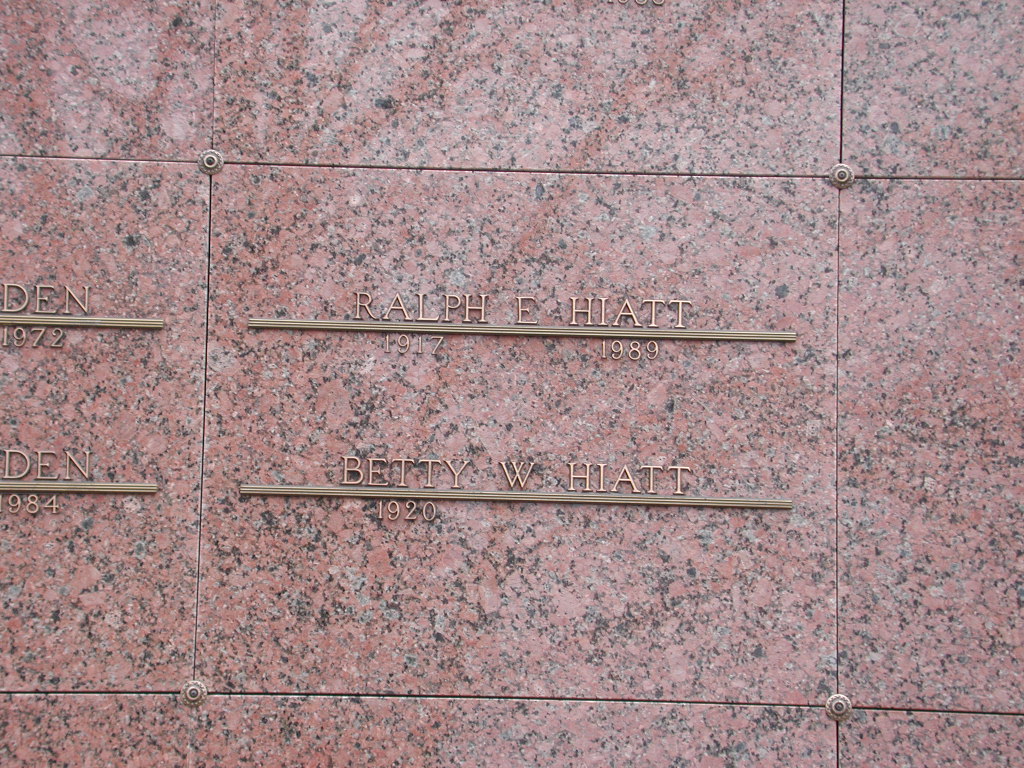 DEN
1972
RALPH E HIATT
1917 1989
DEN
1984
BETTY W HIATT
1920